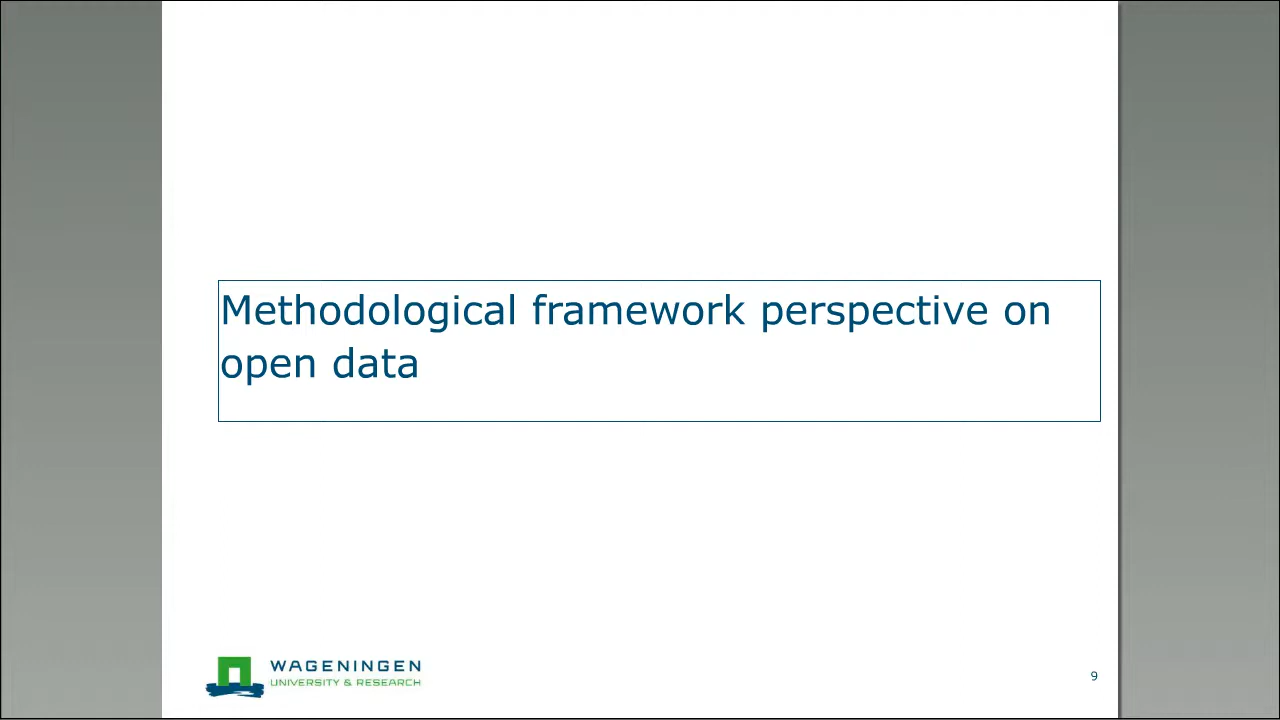 Methodological framework perspective on
open data
WAGENINGEN
UNIVERSITY & RESEARCH
9